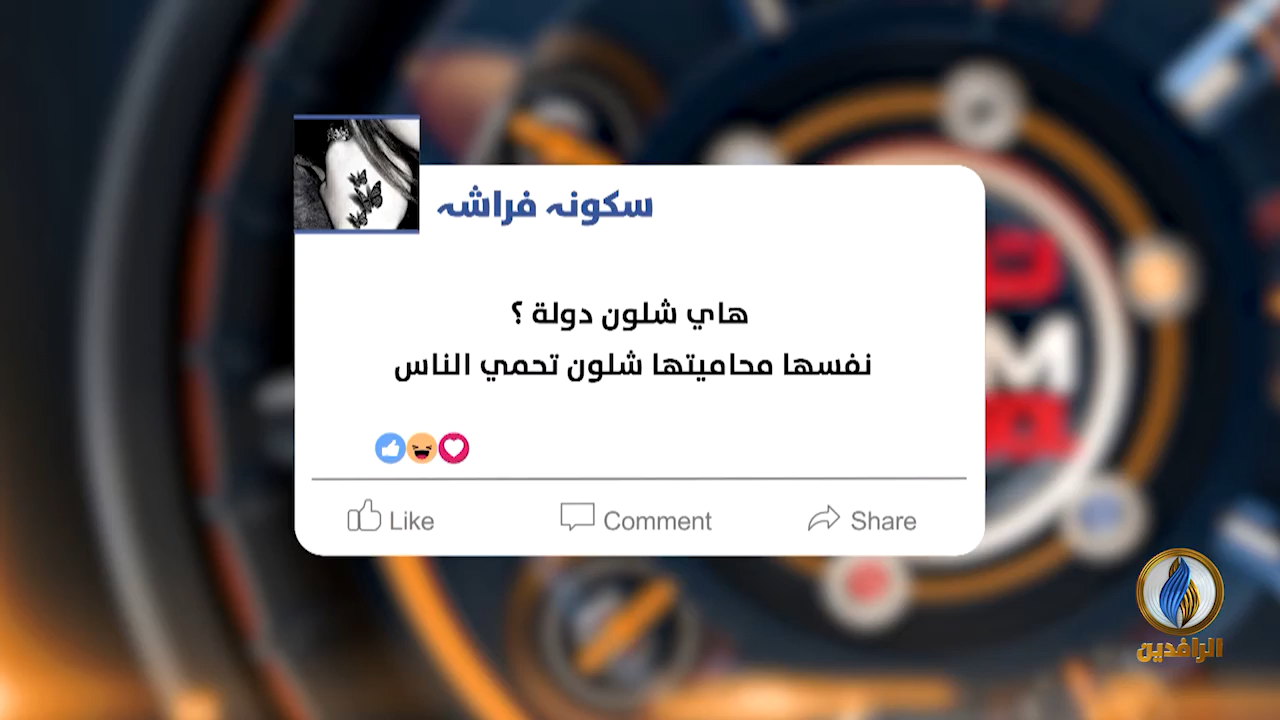 سكونه فراشه
هاي شلون دولة ؟
نفسها محاميتها شلون تحمي الناس
Like
Comment
Share
M
الرافدين